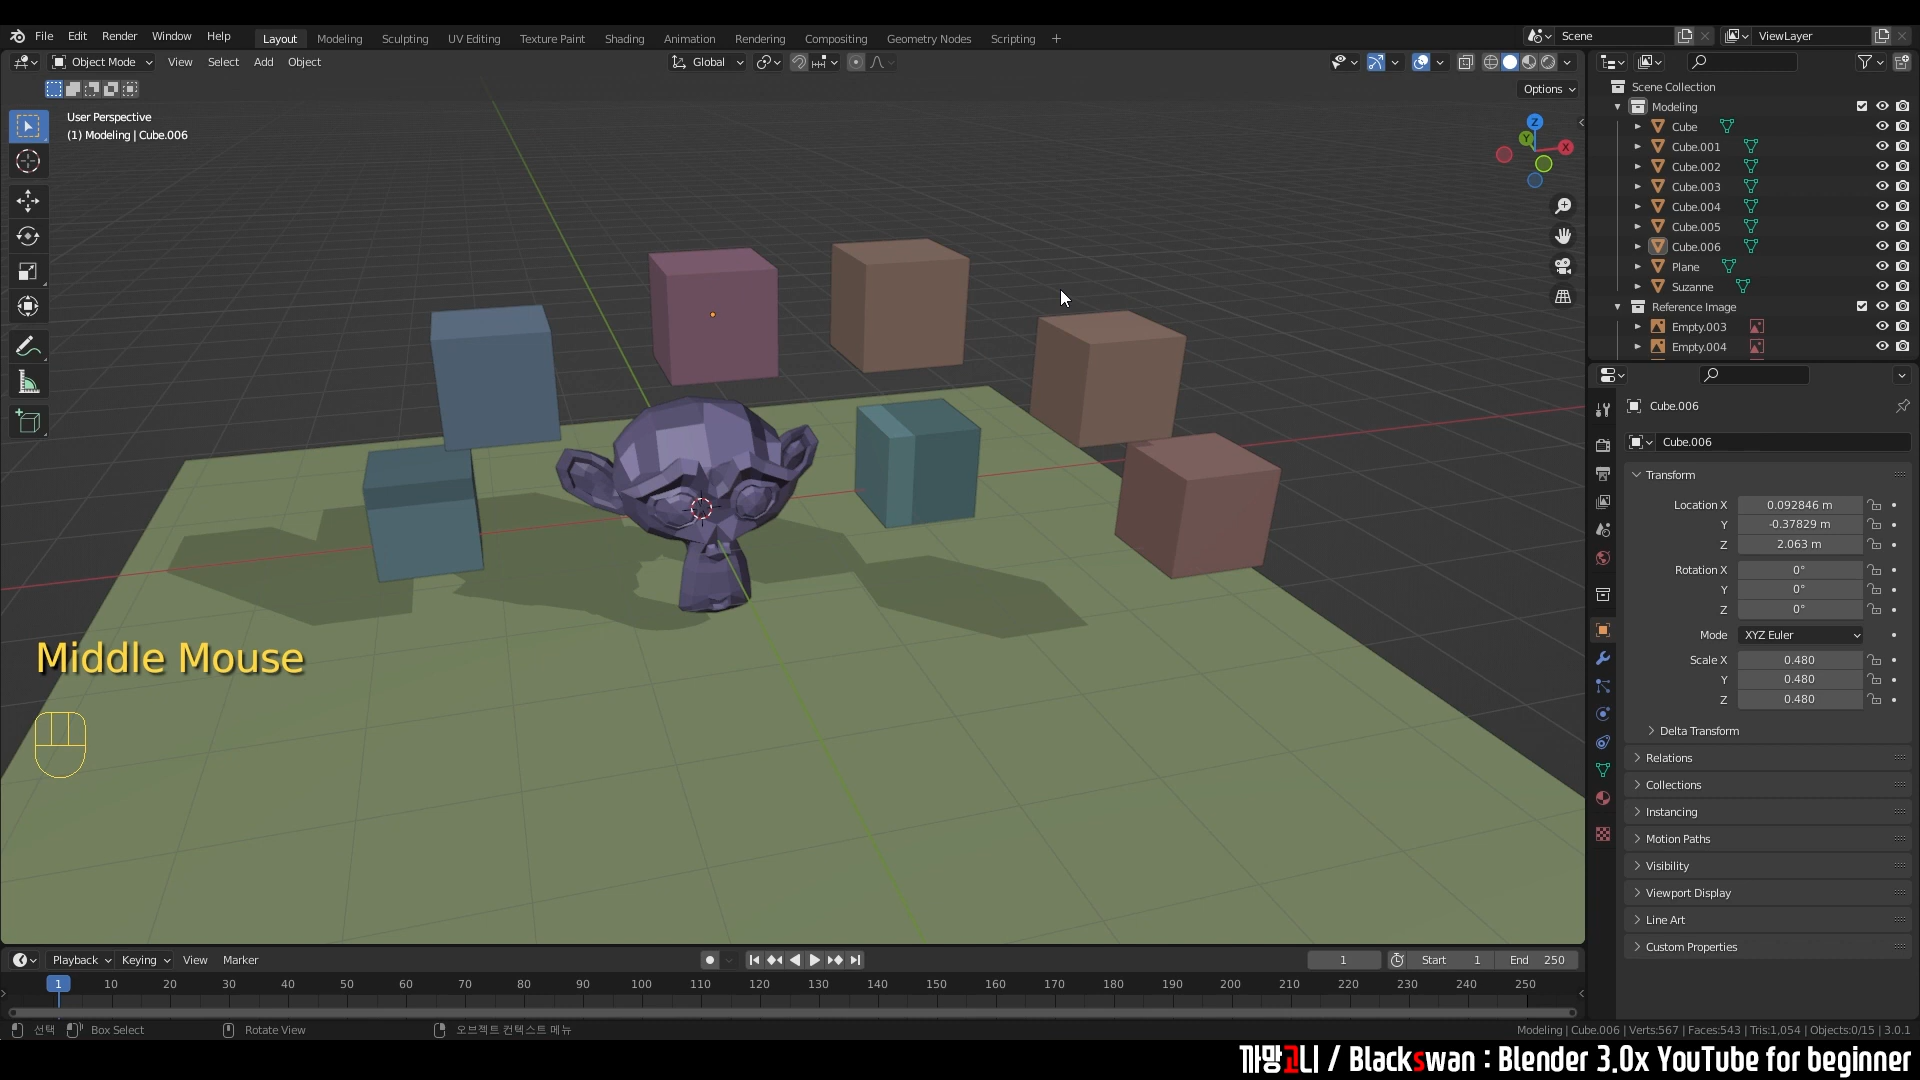 File Edit Render Window Help Layout Modeling Sculpting UV Editing Texture Paint Shading Animation Rendering Compositing Geometry Nodes Scripting + Scene ViewLayer
Object Mode View Select Add Object Global
Options
User Perspective
(1) Modeling | Cube.006
Z
Y
X
Scene Collection
Modeling
Cube
Cube.001
Cube.002
Cube.003
Cube.004
Cube.005
Cube.006
Plane
Suzanne
Reference Image
Empty.003
Empty.004
Cube.006
Cube.006
Transform
Location X 0.092846 m
Y -0.37829 m
Z 2.063 m
Rotation X 0°
Y 0°
Z 0°
Mode XYZ Euler
Scale X 0.480
Y 0.480
Z 0.480
Delta Transform
Relations
Collections
Instancing
Motion Paths
Visibility
Viewport Display
Line Art
Custom Properties
Middle Mouse
Playback Keying View Marker 1 Start 1 End 250
1 10 20 30 40 50 60 70 80 90 100 110 120 130 140 150 160 170 180 190 200 210 220 230 240 250
선택 Box Select Rotate View 오브젝트 컨텍스트 메뉴 Modeling | Cube.006 | Verts:567 | Faces:543 | Tris:1,054 | Objects:0/15 | 3.0.1
까망고니 / Blackswan : Blender 3.0x YouTube for beginner